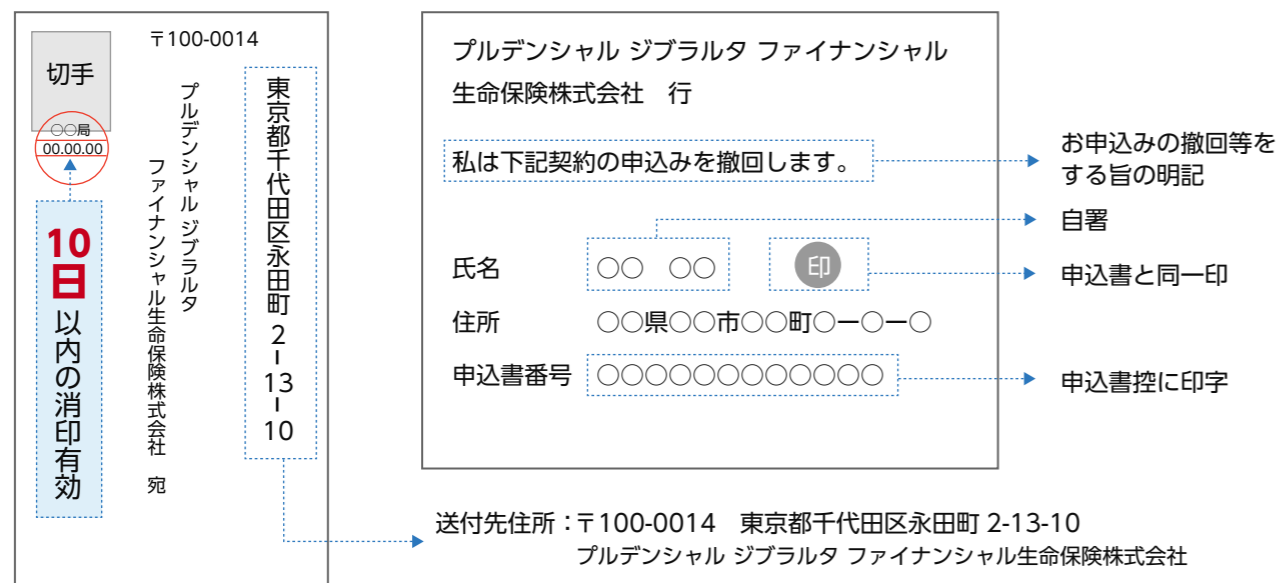 切手
○○局
00.00.00
10
日
以内の消印有効
〒100-0014
東京都千代田区永田町 2-13-10
プルデンシャル ジブラルタ
ファイナンシャル生命保険株式会社 宛
プルデンシャル ジブラルタ ファイナンシャル
生命保険株式会社 行
私は下記契約の申込みを撤回します。
お申込みの撤回等を
する旨の明記
自署
氏名 ○○ ○○ 印
申込書と同一印
住所 ○○県○○市○○町○ー○ー○
申込書番号 ○○○○○○○○○○○○
申込書控に印字
送付先住所：〒100-0014 東京都千代田区永田町 2-13-10
プルデンシャル ジブラルタ ファイナンシャル生命保険株式会社